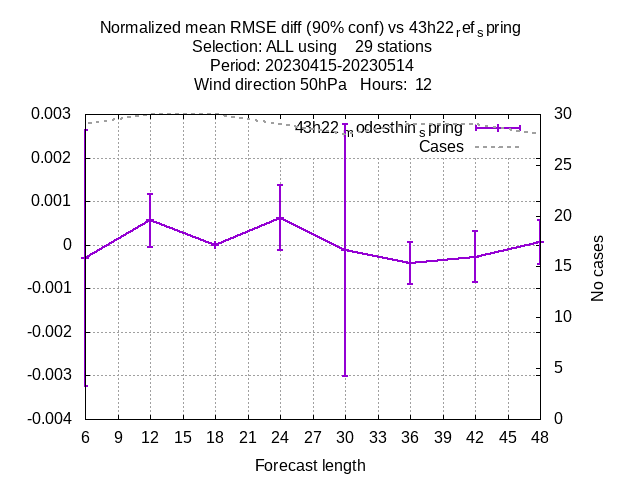 Normalized mean RMSE diff (90% conf) vs 43h22ref spring
Selection: ALL using 29 stations
Period: 20230415-20230514
Wind direction 50hPa Hours: 12
43h22modesthinspring
Cases
0.003
0.002
0.001
0
-0.001
-0.002
-0.003
-0.004
30
25
20
15
10
5
0
No cases
6 9 12 15 18 21 24 27 30 33 36 39 42 45 48
Forecast length